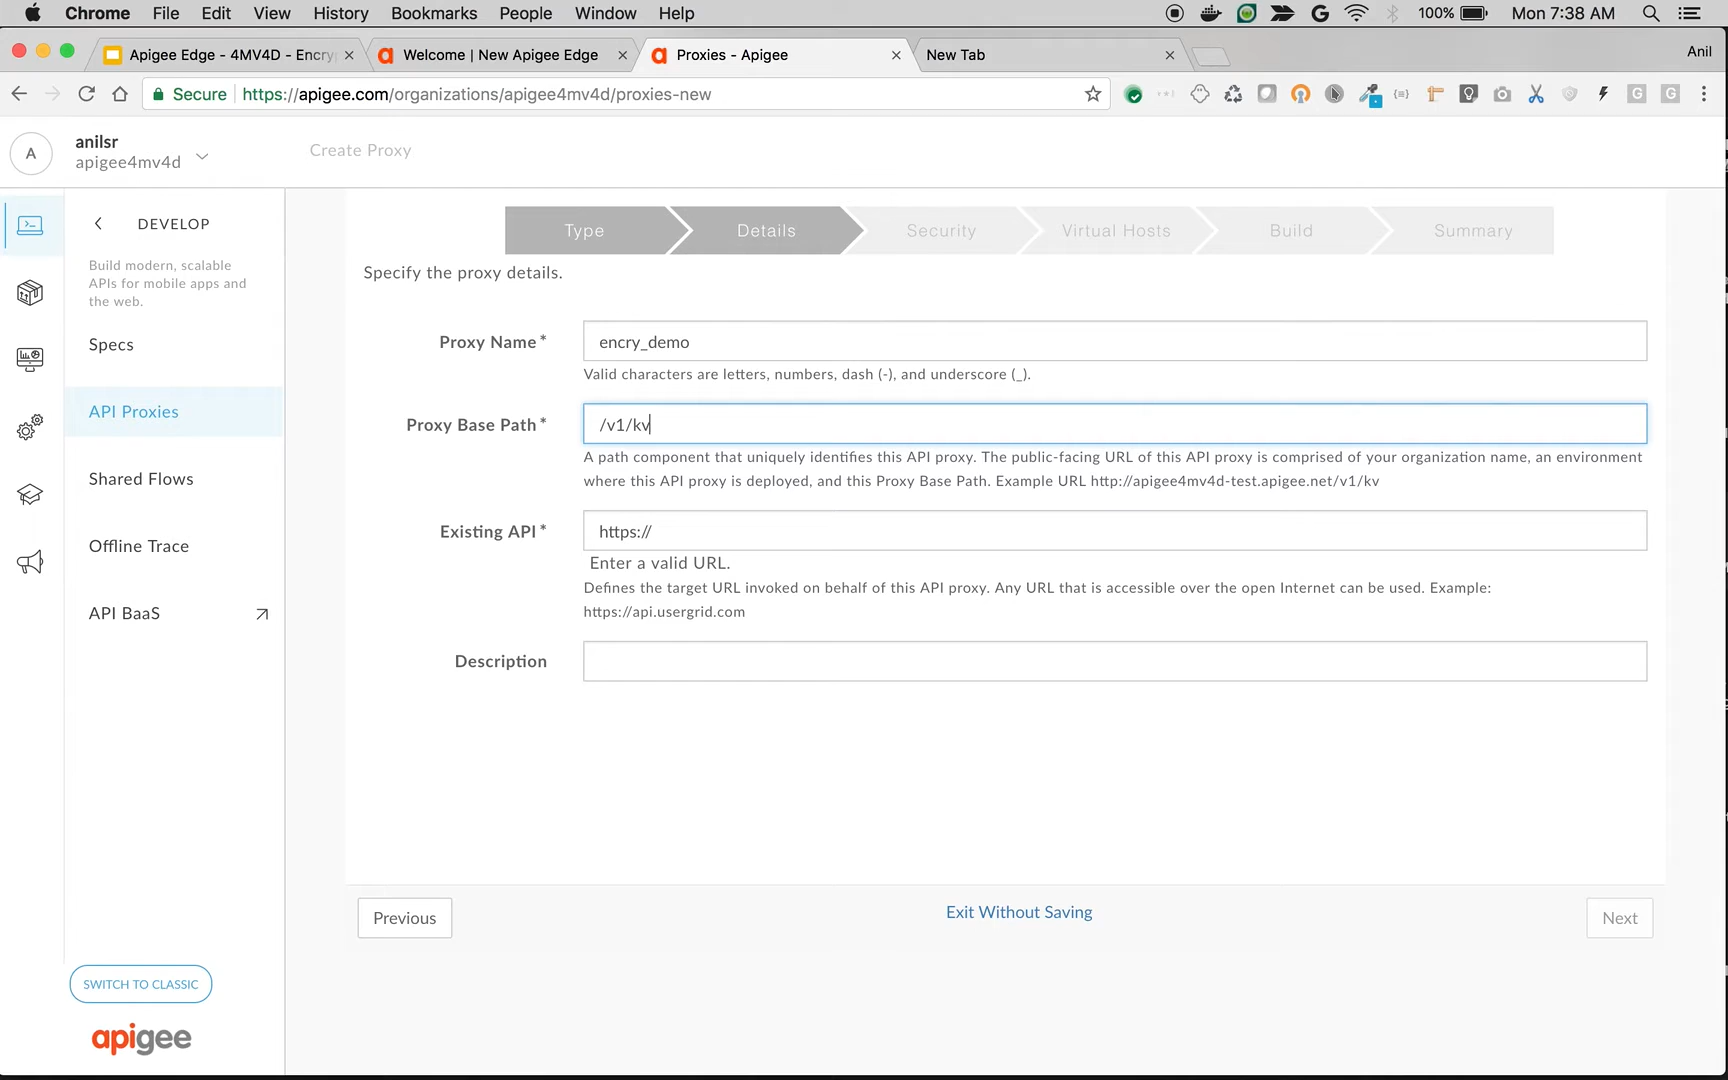 Chrome File Edit View History Bookmarks People Window Help 100% Mon 7:38 AM
Apigee Edge - 4MV4D - Encry
Welcome | New Apigee Edge
Proxies - Apigee
New Tab
Anil
Secure https://apigee.com/organizations/apigee4mv4d/proxies-new
A
anilsr
apigee4mv4d
Create Proxy
DEVELOP
Build modern, scalable
APIs for mobile apps and
the web.
Specs
API Proxies
Shared Flows
Offline Trace
API BaaS
SWITCH TO CLASSIC
apigee
Type Details Security Virtual Hosts Build Summary
Specify the proxy details.
Proxy Name* encry_demo
Valid characters are letters, numbers, dash (-), and underscore (_).
Proxy Base Path* /v1/kv
A path component that uniquely identifies this API proxy. The public-facing URL of this API proxy is comprised of your organization name, an environment
where this API proxy is deployed, and this Proxy Base Path. Example URL http://apigee4mv4d-test.apigee.net/v1/kv
Existing API* https://
Enter a valid URL.
Defines the target URL invoked on behalf of this API proxy. Any URL that is accessible over the open Internet can be used. Example:
https://api.usergrid.com
Description
Previous
Exit Without Saving
Next